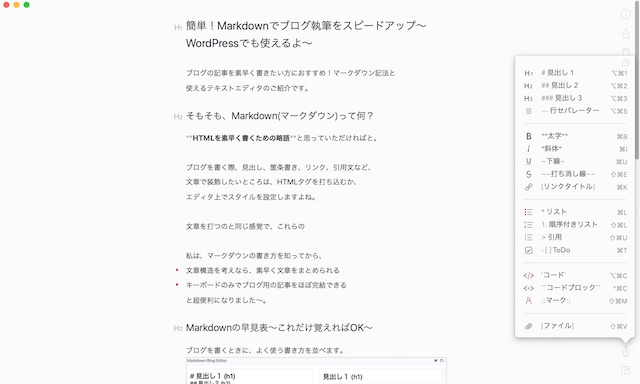 H1 簡単！Markdownでブログ執筆をスピードアップ〜
WordPressでも使えるよ〜
ブログの記事を素早く書きたい方におすすめ！マークダウン記法と
使えるテキストエディタのご紹介です。
H2 そもそも、Markdown(マークダウン)って何？
**HTMLを素早く書くための略語**と思っていただければと。
ブログを書く際、見出し、箇条書き、リンク、引用文など、
文章で装飾したいところは、HTMLタグを打ち込むか、
エディタ上でスタイルを設定しますよね。
文章を打つのと同じ感覚で、これらの
私は、マークダウンの書き方を知ってから、
• 文章構造を考えなら、素早く文章をまとめられる
• キーボードのみでブログ用の記事をほぼ完結できる
と超便利になりました〜。
H2 Markdownの早見表〜これだけ覚えればOK〜
ブログを書くときに、よく使う書き方を並べます。
Markdown Blog Editor
# 見出し 1 (h1)
## 見出し 2 (h2)
見出し 1 (h1)
H1 # 見出し 1 ⌥⌘1
H2 ## 見出し 2 ⌥⌘2
H3 ### 見出し 3 ⌥⌘3
--- 行セパレーター ⌥⌘S
B **太字** ⌘B
i *斜体* ⌘I
U ~下線~ ⌘U
S ~~打ち消し線~~ ⇧⌘E
[リンクタイトル] ⌘K
* リスト ⌘L
1. 順序付きリスト ⇧⌘L
> 引用 ⇧⌘U
- [ ] ToDo ⌘T
</> `コード` ⌥⌘C
```コードブロック``` ^⌘C
::マーク:: ⇧⌘M
[ファイル] ⇧⌘V